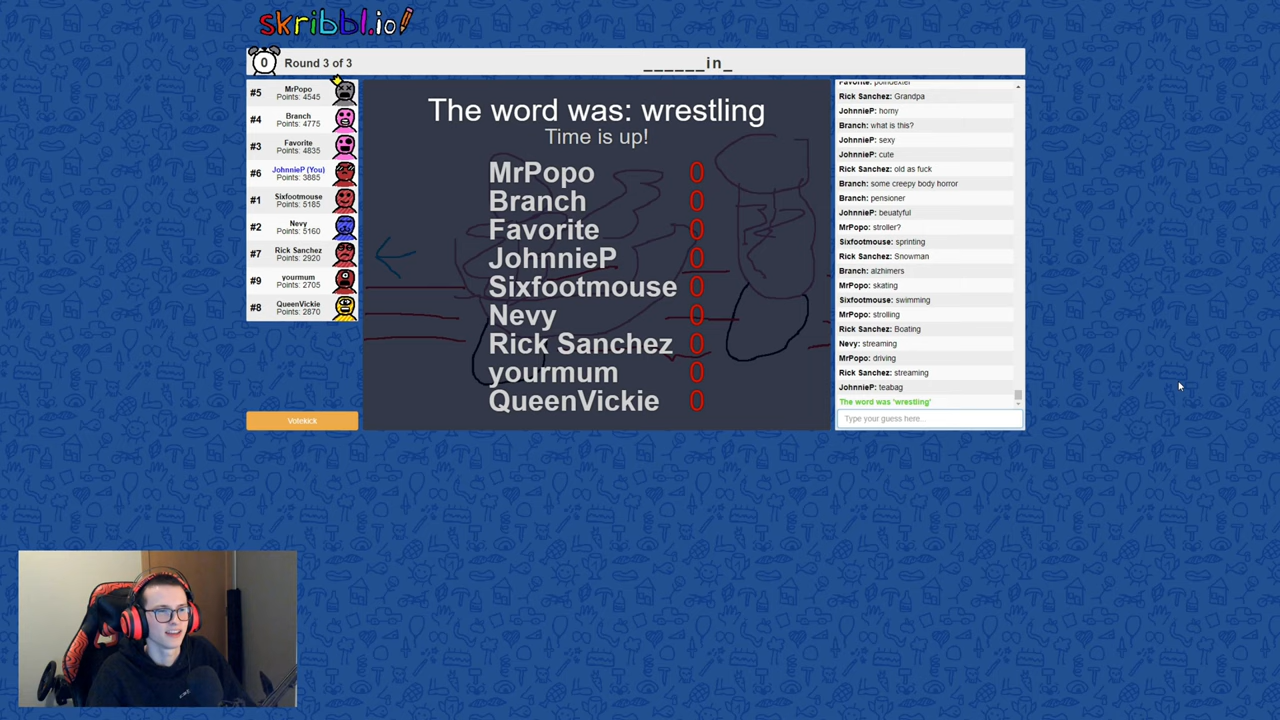 skribbl.io!
0
Round 3 of 3
______in_
#5
MrPopo
Points: 4545
#4
Branch
Points: 4775
#3
Favorite
Points: 4835
#6
JohnnieP (You)
Points: 3885
#1
Sixfootmouse
Points: 5185
#2
Nevy
Points: 5160
#7
Rick Sanchez
Points: 2920
#9
yourmum
Points: 2705
#8
QueenVickie
Points: 2870
Votekick
The word was: wrestling
Time is up!
MrPopo 0
Branch 0
Favorite 0
JohnnieP 0
Sixfootmouse 0
Nevy 0
Rick Sanchez 0
yourmum 0
QueenVickie 0
Favorite: poindexter
Rick Sanchez: Grandpa
JohnnieP: horny
Branch: what is this?
JohnnieP: sexy
JohnnieP: cute
Rick Sanchez: old as fuck
Branch: some creepy body horror
Branch: pensioner
JohnnieP: beuatyful
MrPopo: stroller?
Sixfootmouse: sprinting
Rick Sanchez: Snowman
Branch: alzhimers
MrPopo: skating
Sixfootmouse: swimming
MrPopo: strolling
Rick Sanchez: Boating
Nevy: streaming
MrPopo: driving
Rick Sanchez: streaming
JohnnieP: teabag
The word was 'wrestling'
Type your guess here...